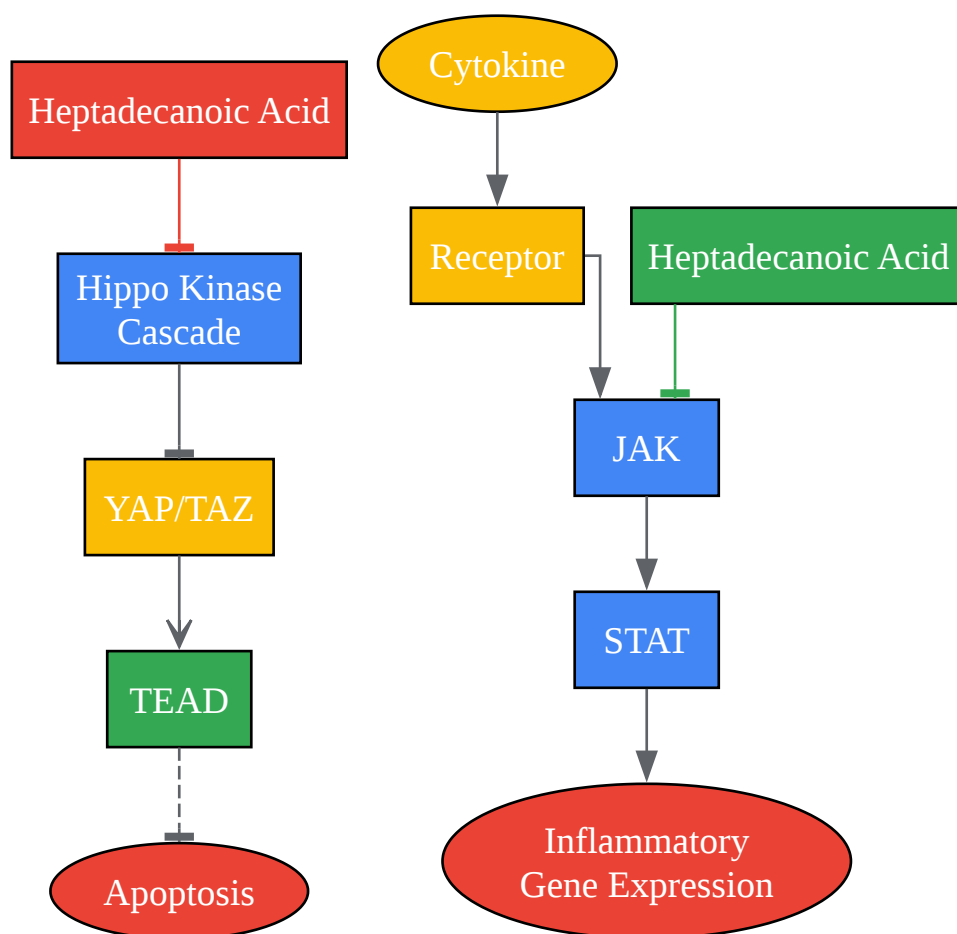 Heptadecanoic Acid
Hippo Kinase
Cascade
YAP/TAZ
TEAD
Apoptosis
Cytokine
Receptor
Heptadecanoic Acid
JAK
STAT
Inflammatory
Gene Expression